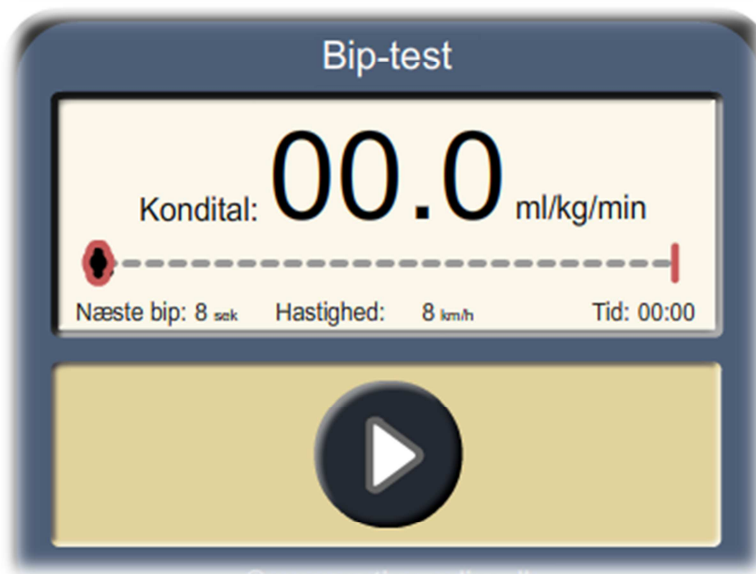 Bip-test
Kondital: 00.0 ml/kg/min
Næste bip: 8 sek Hastighed: 8 km/h Tid: 00:00